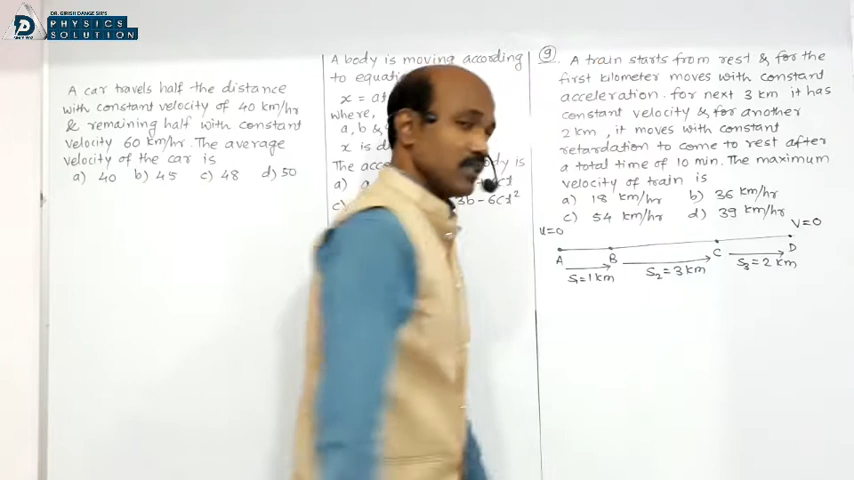 DR. GIRISH DANGE SIR'S
PHYSICS
SOLUTION
A car travels half the distance
with constant velocity of 40 km/hr
& remaining half with constant
velocity 60 km/hr. The average
velocity of the car is
a) 40 b) 45 c) 48 d) 50
A body is moving according
to equati
x = at
where,
a, b &
x is d
The acc dy is
a) a + 6ct
c) 3b - 6ct²
9. A train starts from rest & for the
first kilometer moves with constant
acceleration. for next 3 km it has
constant velocity & for another
2 km, it moves with constant
retardation to come to rest after
a total time of 10 min. The maximum
velocity of train is
a) 18 km/hr b) 36 km/hr
c) 54 km/hr d) 39 km/hr
u=0 V=0
A B C D
S₁=1km S₂=3km S₃=2km